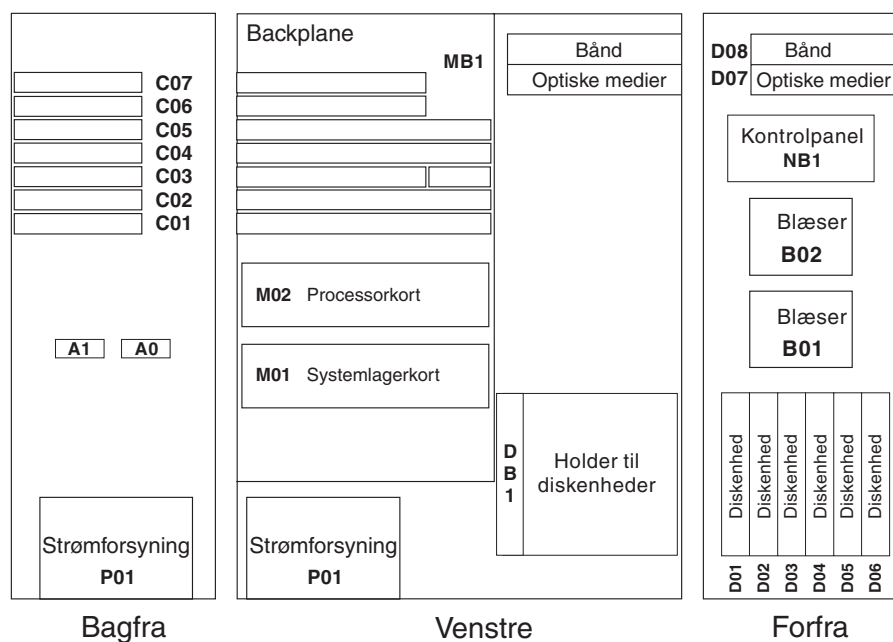 C07
C06
C05
C04
C03
C02
C01
A1 A0
Strømforsyning
P01
Bagfra
Backplane
MB1
Bånd
Optiske medier
M02 Processorkort
M01 Systemlagerkort
DB1
Holder til
diskenheder
Strømforsyning
P01
Venstre
D08 Bånd
D07 Optiske medier
Kontrolpanel
NB1
Blæser
B02
Blæser
B01
Diskenhed
Diskenhed
Diskenhed
Diskenhed
Diskenhed
Diskenhed
D01 D02 D03 D04 D05 D06
Forfra